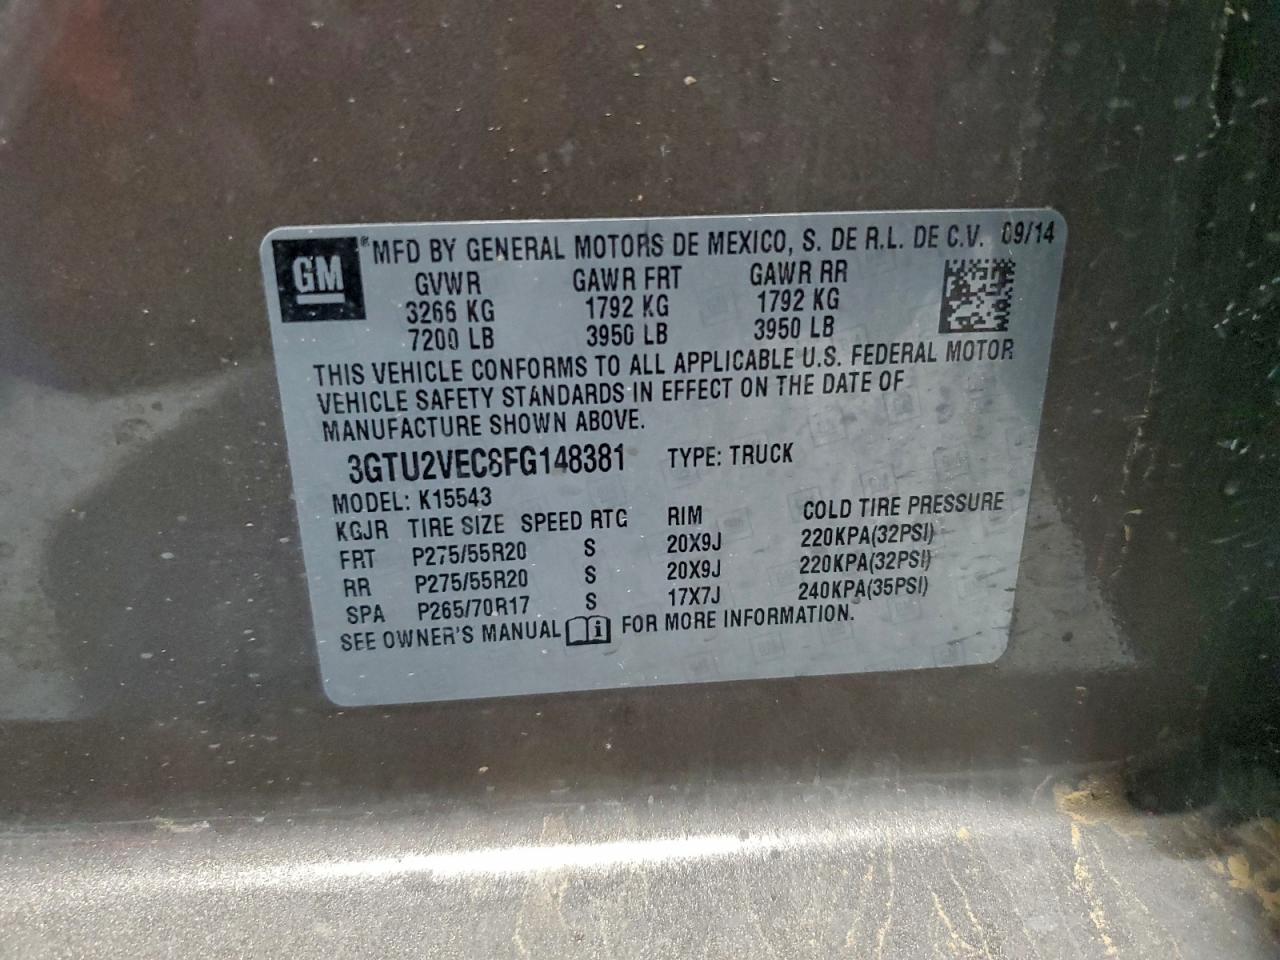 GM ® MFD BY GENERAL MOTORS DE MEXICO, S. DE R.L. DE C.V. 09/14
GVWR GAWR FRT GAWR RR
3266 KG 1792 KG 1792 KG
7200 LB 3950 LB 3950 LB
THIS VEHICLE CONFORMS TO ALL APPLICABLE U.S. FEDERAL MOTOR
VEHICLE SAFETY STANDARDS IN EFFECT ON THE DATE OF
MANUFACTURE SHOWN ABOVE.
3GTU2VEC8FG148381 TYPE: TRUCK
MODEL: K15543
KGJR TIRE SIZE SPEED RTG RIM COLD TIRE PRESSURE
FRT P275/55R20 S 20X9J 220KPA(32PSI)
RR P275/55R20 S 20X9J 220KPA(32PSI)
SPA P265/70R17 S 17X7J 240KPA(35PSI)
SEE OWNER'S MANUAL i FOR MORE INFORMATION.